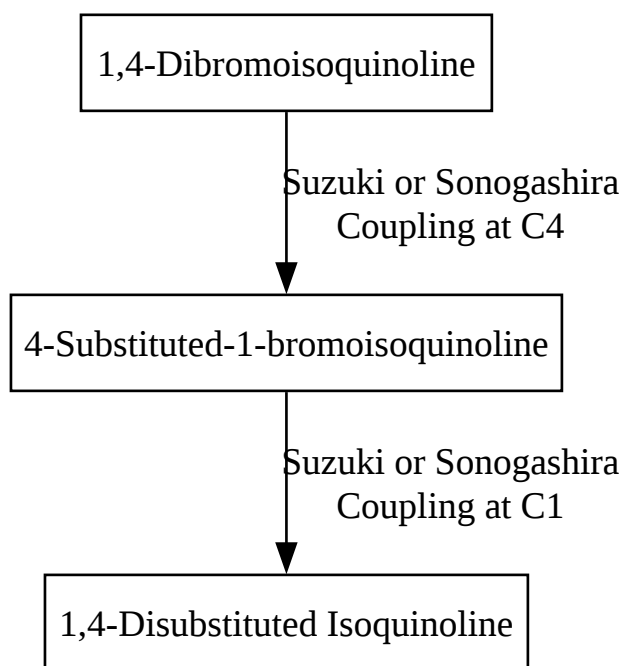 1,4-Dibromoisoquinoline
Suzuki or Sonogashira
Coupling at C4
4-Substituted-1-bromoisoquinoline
Suzuki or Sonogashira
Coupling at C1
1,4-Disubstituted Isoquinoline